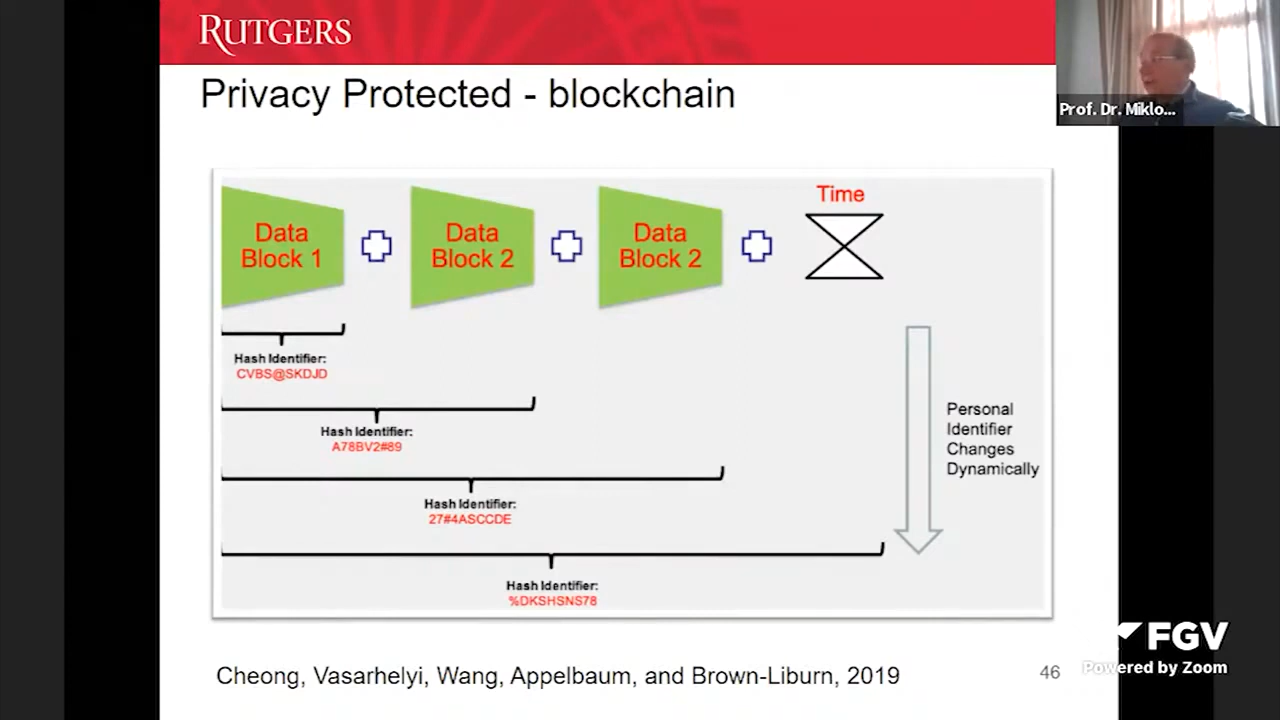 RUTGERS
Privacy Protected - blockchain
Prof. Dr. Miklo...
Time
Data
Block 1
Data
Block 2
Data
Block 2
Hash Identifier:
CVBS@SKDJD
Hash Identifier:
A78BV2#89
Hash Identifier:
27#4ASCCDE
Hash Identifier:
%DKSHSNS78
Personal
Identifier
Changes
Dynamically
Cheong, Vasarhelyi, Wang, Appelbaum, and Brown-Liburn, 2019
46
FGV
Powered by Zoom